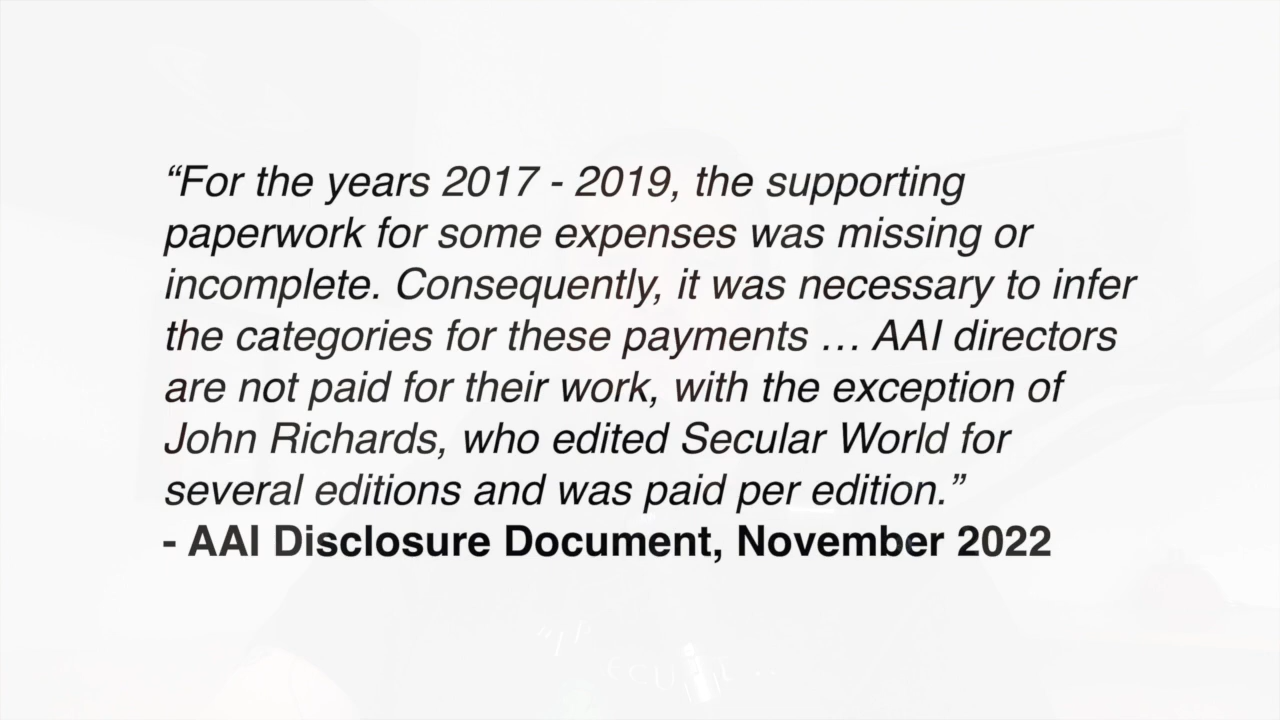 “For the years 2017 - 2019, the supporting
paperwork for some expenses was missing or
incomplete. Consequently, it was necessary to infer
the categories for these payments … AAI directors
are not paid for their work, with the exception of
John Richards, who edited Secular World for
several editions and was paid per edition.”
- AAI Disclosure Document, November 2022